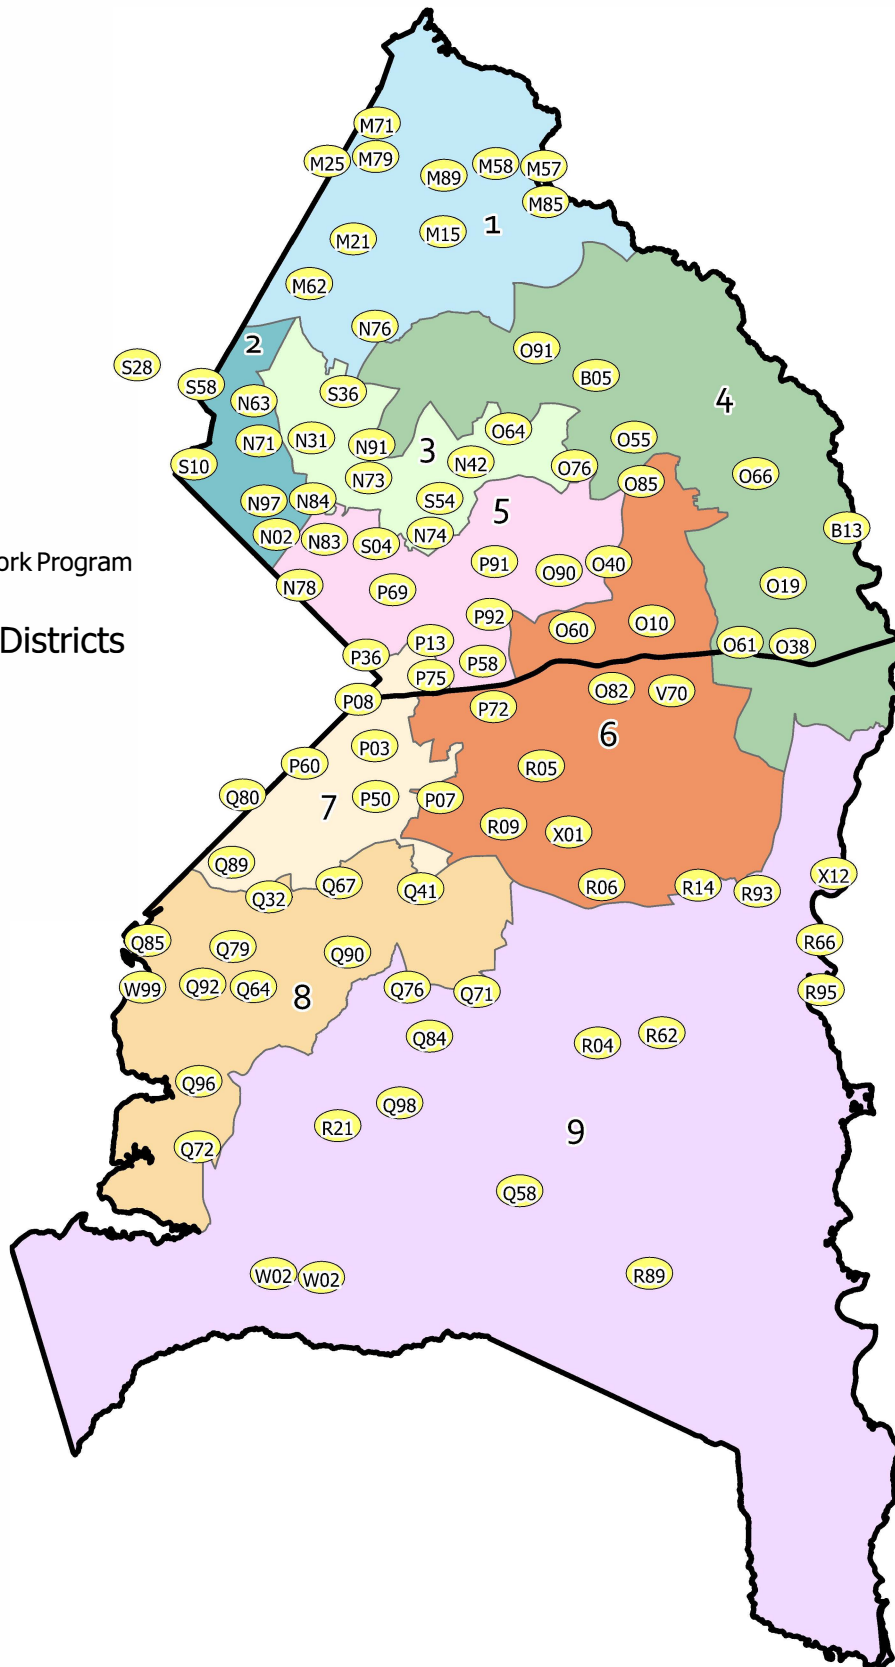 M71
M25
M79
M89
M58
M57
M85
M21
M15
1
M62
N76
2
S28
S58
N63
S36
O91
B05
4
N71
N31
N91
3
O64
O55
S10
N73
N42
O76
O85
O66
N97
N84
S54
5
B13
N02
N83
S04
N74
ork Program
P91
O90
O40
N78
P69
O19
P92
Districts
O60
O10
P36
P13
O61
O38
P75
P58
P08
P72
O82
V70
6
P03
P60
R05
Q80
7
P50
P07
R09
X01
Q89
Q32
Q67
Q41
R06
R14
R93
X12
Q85
Q79
Q90
R66
W99
Q92
Q64
8
Q76
Q71
R95
Q84
R04
R62
Q96
Q98
R21
9
Q72
Q58
W02
W02
R89